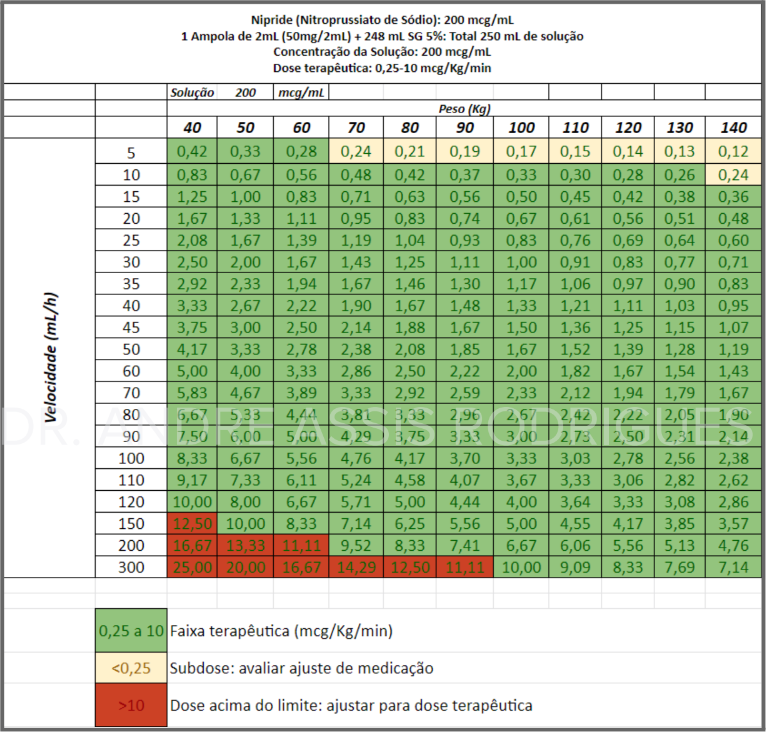 Nipride (Nitroprussiato de Sódio): 200 mcg/mL
1 Ampola de 2mL (50mg/2mL) + 248 mL SG 5%: Total 250 mL de solução
Concentração da Solução: 200 mcg/mL
Dose terapêutica: 0,25-10 mcg/Kg/min
Solução 200 mcg/mL
Peso (Kg)
40 50 60 70 80 90 100 110 120 130 140
Velocidade (mL/h)
5 0,42 0,33 0,28 0,24 0,21 0,19 0,17 0,15 0,14 0,13 0,12
10 0,83 0,67 0,56 0,48 0,42 0,37 0,33 0,30 0,28 0,26 0,24
15 1,25 1,00 0,83 0,71 0,63 0,56 0,50 0,45 0,42 0,38 0,36
20 1,67 1,33 1,11 0,95 0,83 0,74 0,67 0,61 0,56 0,51 0,48
25 2,08 1,67 1,39 1,19 1,04 0,93 0,83 0,76 0,69 0,64 0,60
30 2,50 2,00 1,67 1,43 1,25 1,11 1,00 0,91 0,83 0,77 0,71
35 2,92 2,33 1,94 1,67 1,46 1,30 1,17 1,06 0,97 0,90 0,83
40 3,33 2,67 2,22 1,90 1,67 1,48 1,33 1,21 1,11 1,03 0,95
45 3,75 3,00 2,50 2,14 1,88 1,67 1,50 1,36 1,25 1,15 1,07
50 4,17 3,33 2,78 2,38 2,08 1,85 1,67 1,52 1,39 1,28 1,19
60 5,00 4,00 3,33 2,86 2,50 2,22 2,00 1,82 1,67 1,54 1,43
70 5,83 4,67 3,89 3,33 2,92 2,59 2,33 2,12 1,94 1,79 1,67
80 6,67 5,33 4,44 3,81 3,33 2,96 2,67 2,42 2,22 2,05 1,90
DR. ANDRE ASSIS RODRIGUES
90 7,50 6,00 5,00 4,29 3,75 3,33 3,00 2,73 2,50 2,31 2,14
100 8,33 6,67 5,56 4,76 4,17 3,70 3,33 3,03 2,78 2,56 2,38
110 9,17 7,33 6,11 5,24 4,58 4,07 3,67 3,33 3,06 2,82 2,62
120 10,00 8,00 6,67 5,71 5,00 4,44 4,00 3,64 3,33 3,08 2,86
150 12,50 10,00 8,33 7,14 6,25 5,56 5,00 4,55 4,17 3,85 3,57
200 16,67 13,33 11,11 9,52 8,33 7,41 6,67 6,06 5,56 5,13 4,76
300 25,00 20,00 16,67 14,29 12,50 11,11 10,00 9,09 8,33 7,69 7,14
0,25 a 10 Faixa terapêutica (mcg/Kg/min)
<0,25 Subdose: avaliar ajuste de medicação
>10 Dose acima do limite: ajustar para dose terapêutica